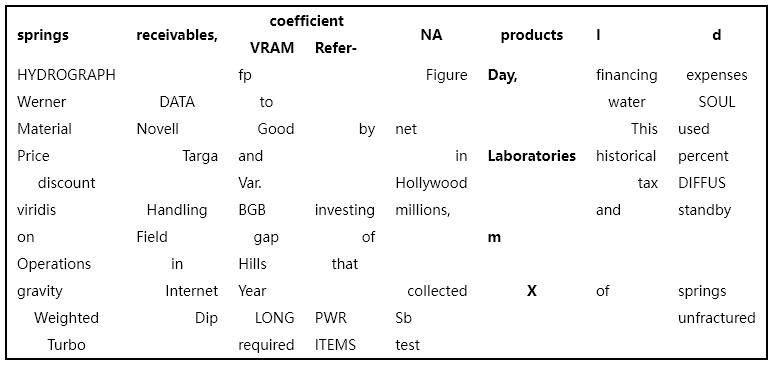 springs receivables, coefficient NA products l d
VRAM Refer-
HYDROGRAPH fp Figure Day, financing expenses
Werner DATA to water SOUL
Material Novell Good by net This used
Price Targa and in Laboratories historical percent
discount Var. Hollywood tax DIFFUS
viridis Handling BGB investing millions, and standby
on Field gap of m
Operations in Hills that
gravity Internet Year collected X of springs
Weighted Dip LONG PWR Sb unfractured
Turbo required ITEMS test